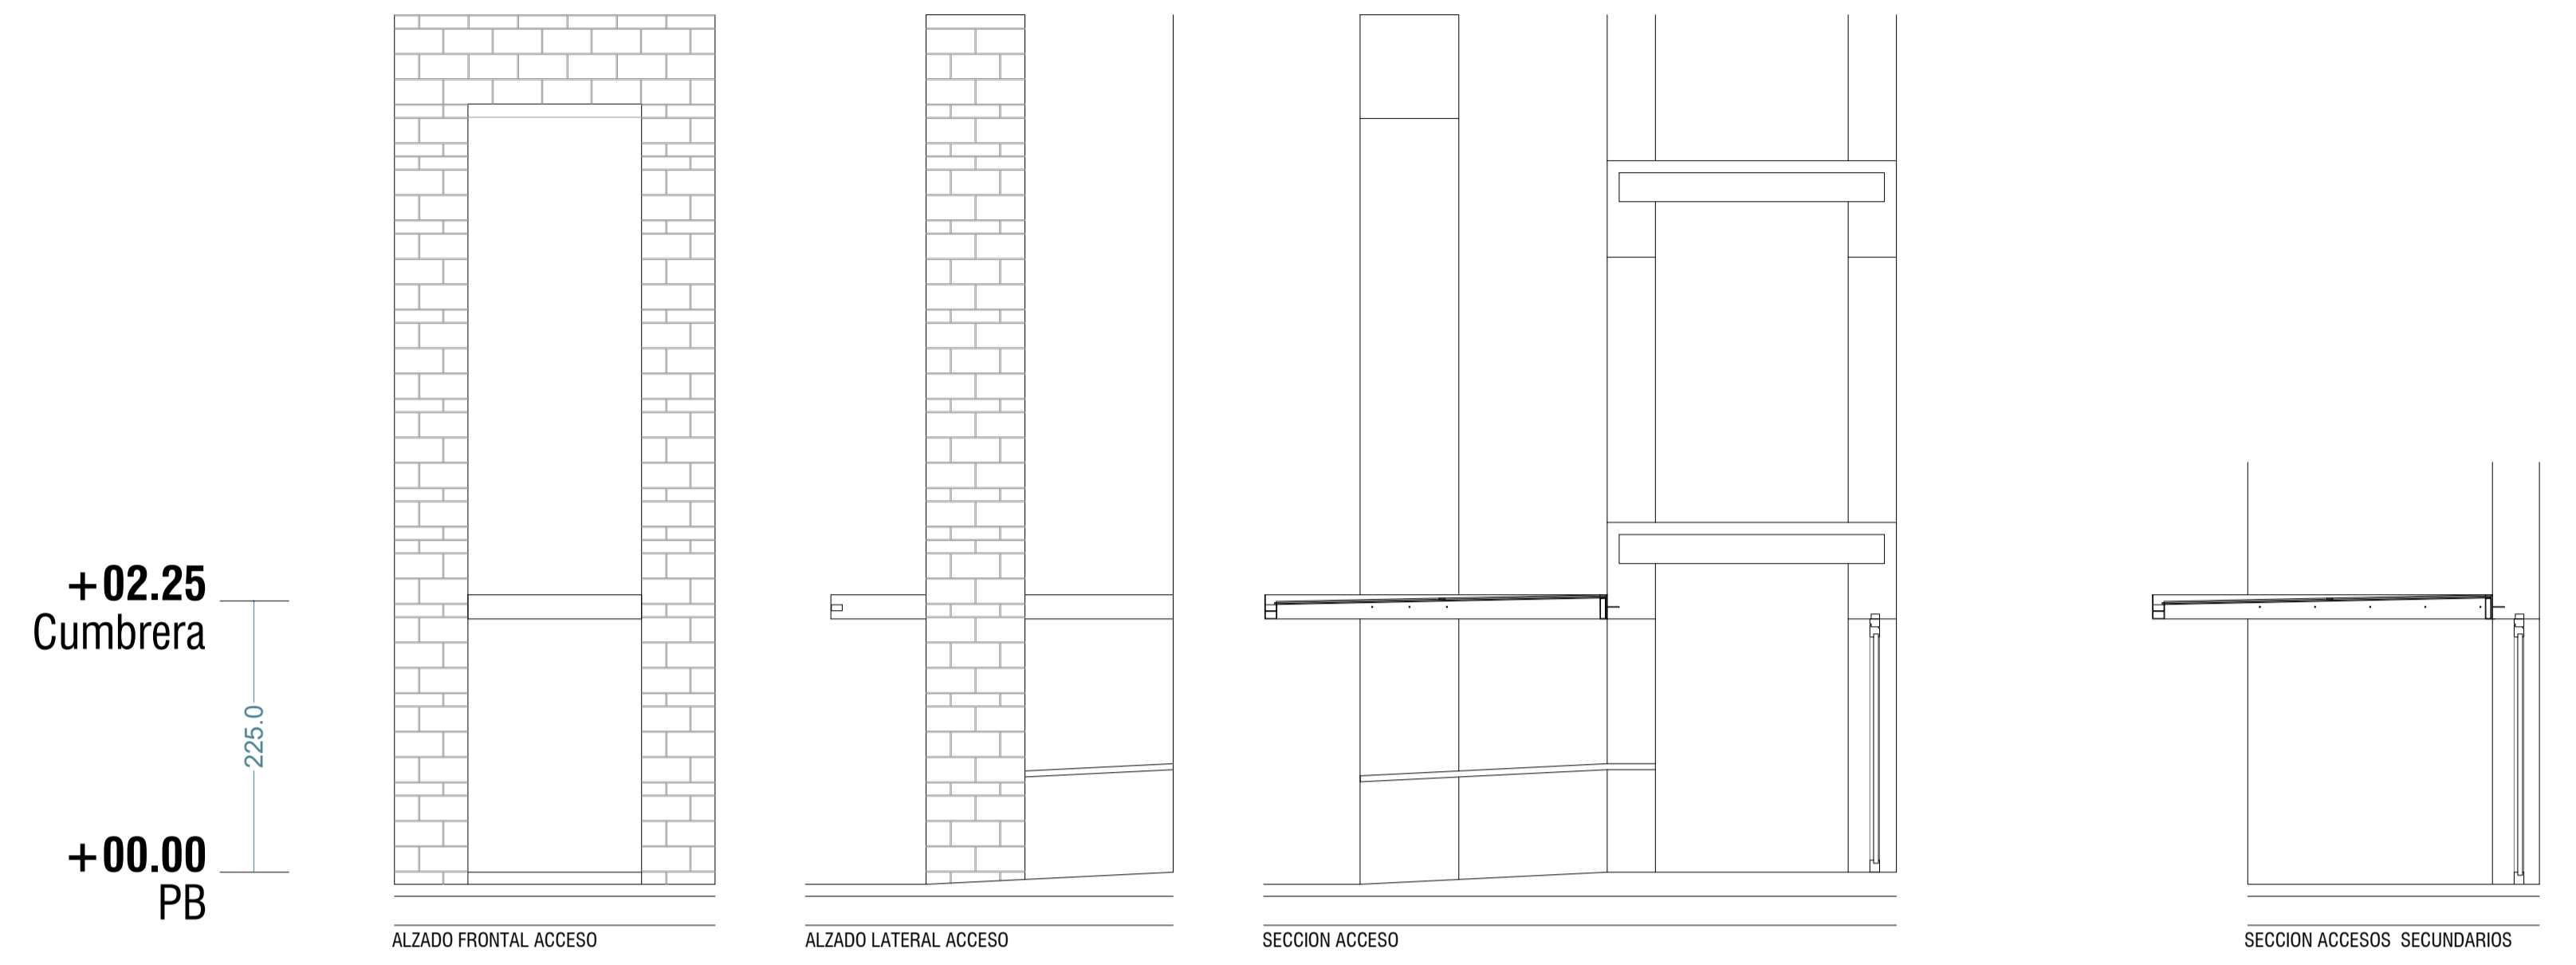 +02.25
Cumbrera
225.0
+00.00
PB
ALZADO FRONTAL ACCESO
ALZADO LATERAL ACCESO
SECCION ACCESO
SECCION ACCESOS SECUNDARIOS